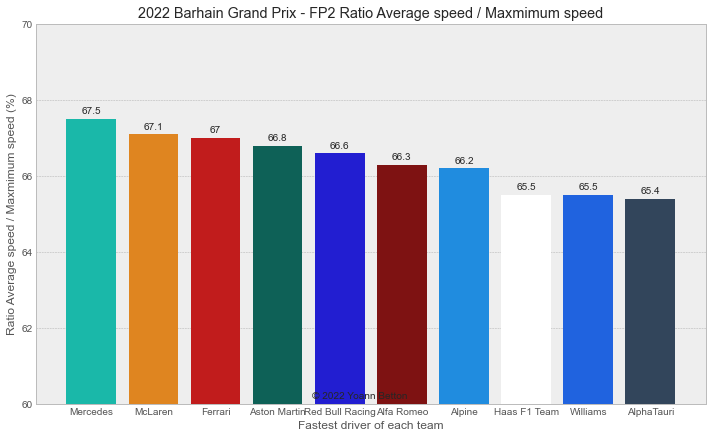 2022 Barhain Grand Prix - FP2 Ratio Average speed / Maxmimum speed
Ratio Average speed / Maxmimum speed (%)
70
68
66
64
62
60
67.5
67.1
67
66.8
66.6
66.3
66.2
65.5
65.5
65.4
© 2022 Yoann
Mercedes
McLaren
Ferrari
Aston Martin
Red Bull Racing
Alfa Romeo
Alpine
Haas F1 Team
Williams
AlphaTauri
Fastest driver of each team